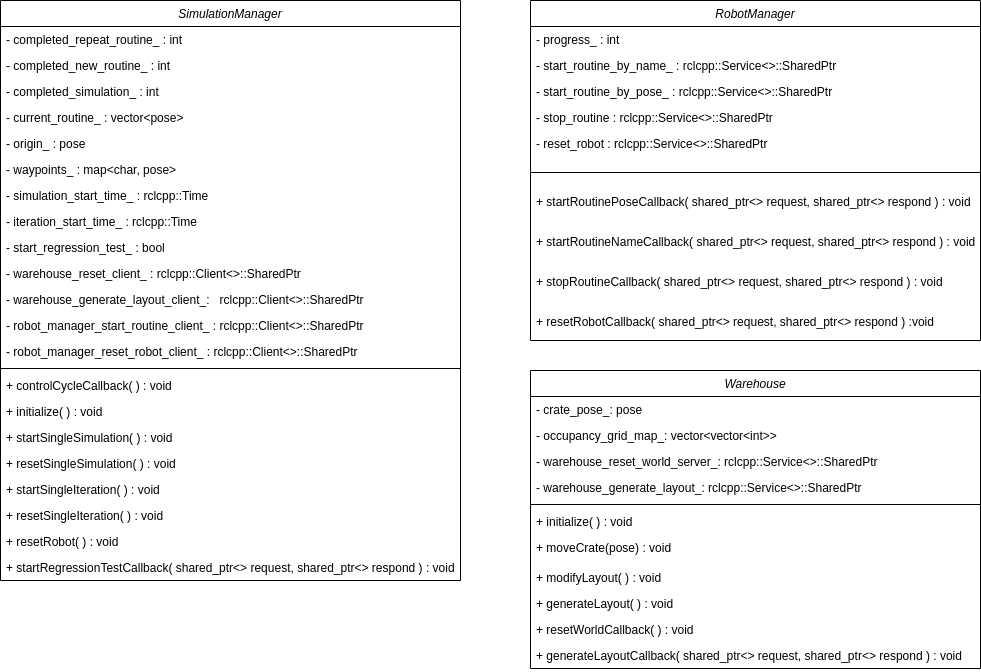 SimulationManager
- completed_repeat_routine_ : int
- completed_new_routine_ : int
- completed_simulation_ : int
- current_routine_ : vector<pose>
- origin_ : pose
- waypoints_ : map<char, pose>
- simulation_start_time_ : rclcpp::Time
- iteration_start_time_ : rclcpp::Time
- start_regression_test_ : bool
- warehouse_reset_client_ : rclcpp::Client<>::SharedPtr
- warehouse_generate_layout_client_: rclcpp::Client<>::SharedPtr
- robot_manager_start_routine_client_ : rclcpp::Client<>::SharedPtr
- robot_manager_reset_robot_client_ : rclcpp::Client<>::SharedPtr
+ controlCycleCallback( ) : void
+ initialize( ) : void
+ startSingleSimulation( ) : void
+ resetSingleSimulation( ) : void
+ startSingleIteration( ) : void
+ resetSingleIteration( ) : void
+ resetRobot( ) : void
+ startRegressionTestCallback( shared_ptr<> request, shared_ptr<> respond ) : void
RobotManager
- progress_ : int
- start_routine_by_name_ : rclcpp::Service<>::SharedPtr
- start_routine_by_pose_ : rclcpp::Service<>::SharedPtr
- stop_routine : rclcpp::Service<>::SharedPtr
- reset_robot : rclcpp::Service<>::SharedPtr
+ startRoutinePoseCallback( shared_ptr<> request, shared_ptr<> respond ) : void
+ startRoutineNameCallback( shared_ptr<> request, shared_ptr<> respond ) : void
+ stopRoutineCallback( shared_ptr<> request, shared_ptr<> respond ) : void
+ resetRobotCallback( shared_ptr<> request, shared_ptr<> respond ) :void
Warehouse
- crate_pose_: pose
- occupancy_grid_map_: vector<vector<int>>
- warehouse_reset_world_server_: rclcpp::Service<>::SharedPtr
- warehouse_generate_layout_: rclcpp::Service<>::SharedPtr
+ initialize( ) : void
+ moveCrate(pose) : void
+ modifyLayout( ) : void
+ generateLayout( ) : void
+ resetWorldCallback( ) : void
+ generateLayoutCallback( shared_ptr<> request, shared_ptr<> respond ) : void